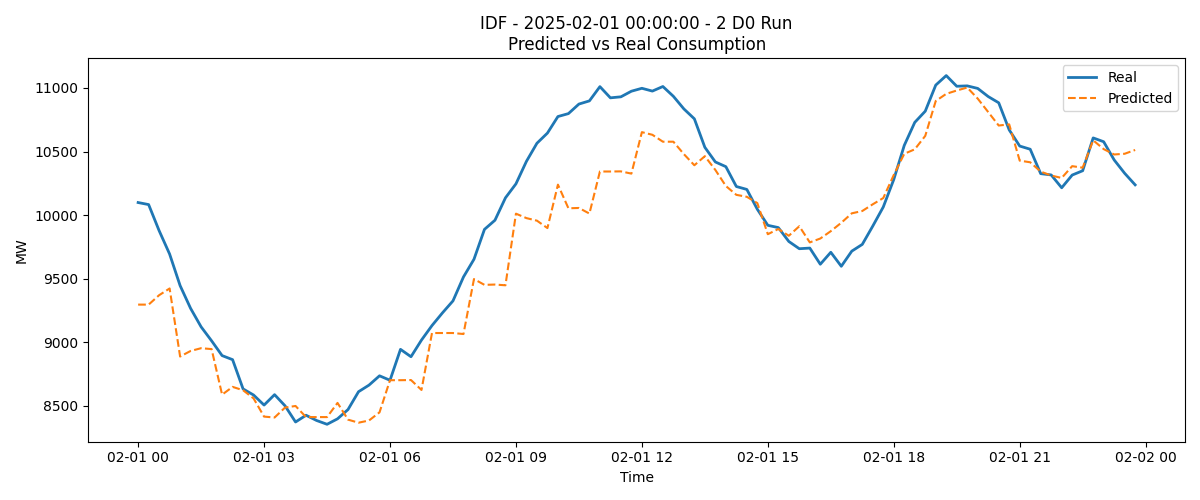 IDF - 2025-02-01 00:00:00 - 2 D0 Run
Predicted vs Real Consumption
Real
Predicted
MW
11000
10500
10000
9500
9000
8500
02-01 00
02-01 03
02-01 06
02-01 09
02-01 12
02-01 15
02-01 18
02-01 21
02-02 00
Time